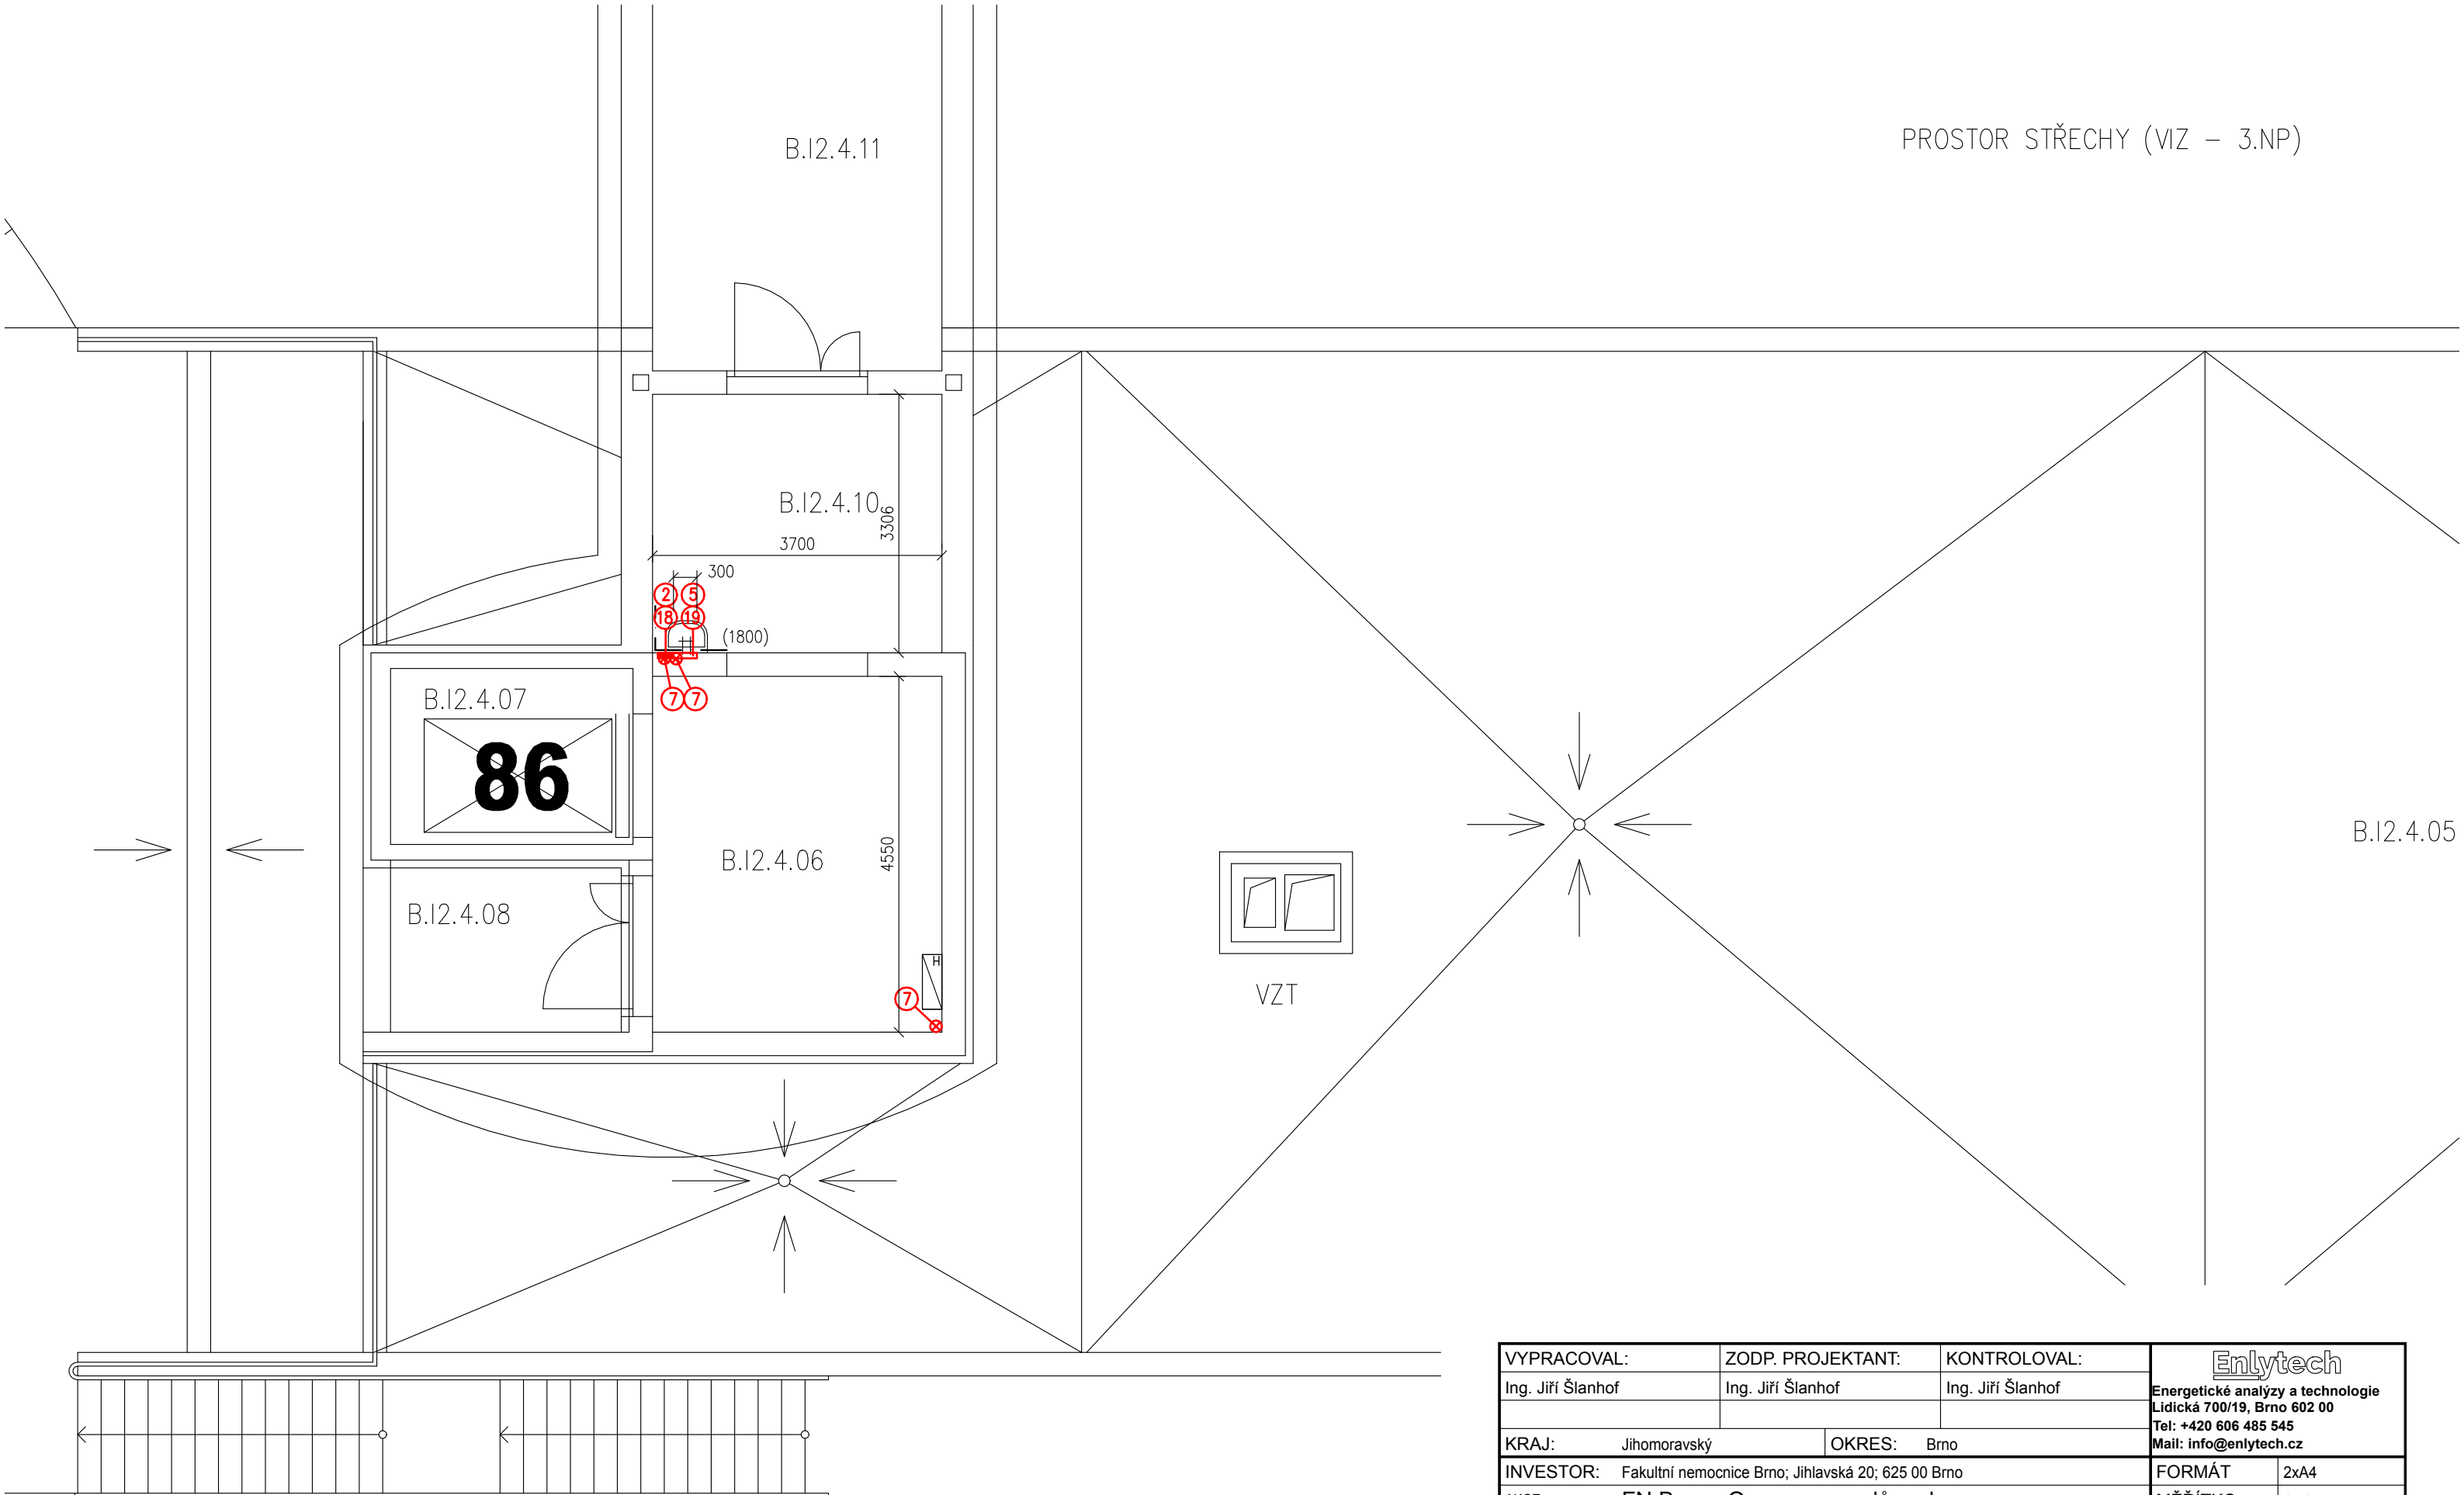 B.I2.4.11
PROSTOR STŘECHY (VIZ – 3.NP)
B.I2.4.10
3306
3700
300
2 5
18 19
(1800)
7 7
B.I2.4.07
86
B.I2.4.06
4550
B.I2.4.05
B.I2.4.08
H
7
VZT
VYPRACOVAL: ZODP. PROJEKTANT: KONTROLOVAL:
Ing. Jiří Šlanhof Ing. Jiří Šlanhof Ing. Jiří Šlanhof
Enlytech
Energetické analýzy a technologie
Lidická 700/19, Brno 602 00
Tel: +420 606 485 545
Mail: info@enlytech.cz
KRAJ: Jihomoravský OKRES: Brno
INVESTOR: Fakultní nemocnice Brno; Jihlavská 20; 625 00 Brno
FORMÁT 2xA4